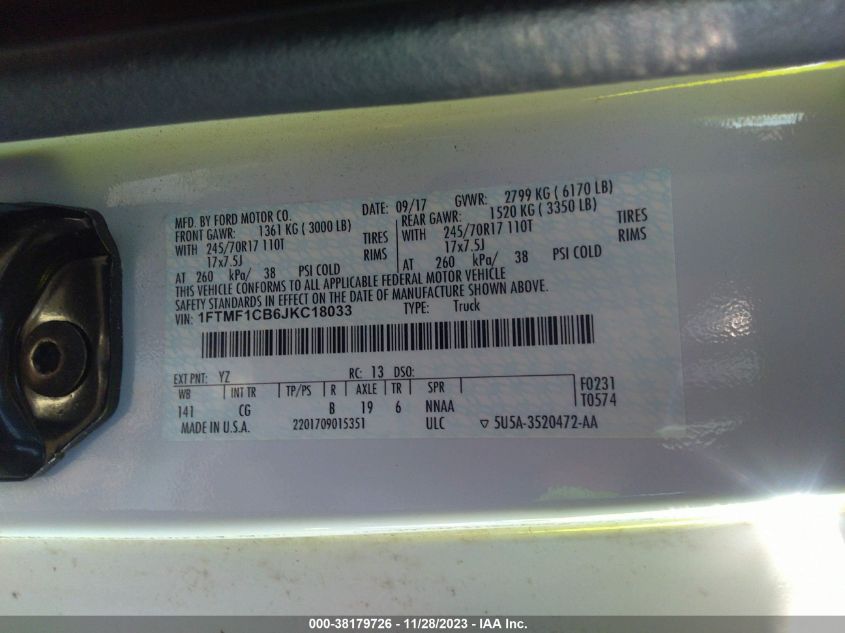 MFD. BY FORD MOTOR CO. DATE: 09/17 GVWR: 2799 KG ( 6170 LB)
FRONT GAWR: 1361 KG ( 3000 LB) REAR GAWR: 1520 KG ( 3350 LB)
WITH 245/70R17 110T TIRES WITH 245/70R17 110T TIRES
17x7.5J RIMS 17x7.5J RIMS
AT 260 kPa/ 38 PSI COLD AT 260 kPa/ 38 PSI COLD
THIS VEHICLE CONFORMS TO ALL APPLICABLE FEDERAL MOTOR VEHICLE
SAFETY STANDARDS IN EFFECT ON THE DATE OF MANUFACTURE SHOWN ABOVE.
VIN: 1FTMF1CB6JKC18033 TYPE: Truck
EXT PNT: YZ RC: 13 DSO: F0231
WB INT TR TP/PS R AXLE TR SPR T0574
141 CG B 19 6 NNAA
MADE IN U.S.A. 2201709015351 ULC ▽ 5U5A-3520472-AA
000-38179726 - 11/28/2023 - IAA Inc.